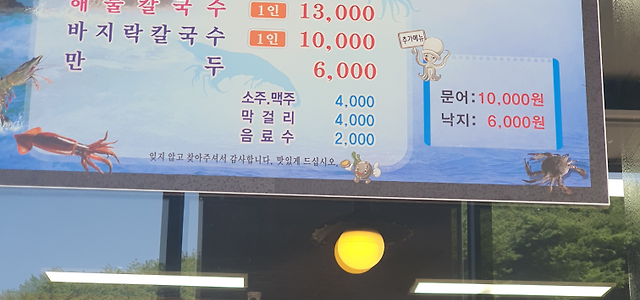 해물칼국수 1인 13,000
바지락칼국수 1인 10,000
만두 6,000
소주.맥주 4,000
막걸리 4,000
음료수 2,000
잊지 않고 찾아주셔서 감사합니다. 맛있게 드십시오.
추가메뉴
문어:10,000원
낙지: 6,000원